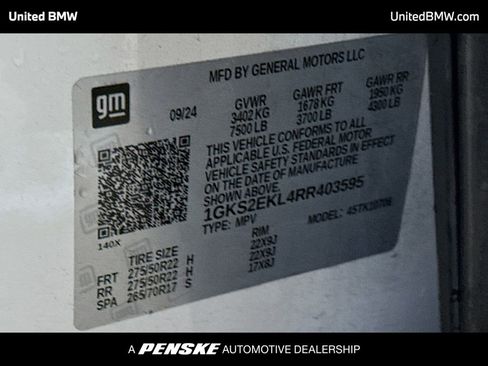 United BMW
UnitedBMW.com
MFD BY GENERAL MOTORS LLC
gm
09/24
GVWR
3402 KG
7500 LB
GAWR FRT
1678 KG
3700 LB
GAWR RR
1950 KG
4300 LB
THIS VEHICLE CONFORMS TO ALL
APPLICABLE U.S. FEDERAL MOTOR
VEHICLE SAFETY STANDARDS IN EFFECT
ON THE DATE OF MANUFACTURE
SHOWN ABOVE.
1GKS2EKL4RR403595
TYPE: MPV
MODEL: 4STK10706
140X
TIRE SIZE
RIM
FRT 275/50R22 H 22X9J
RR 275/50R22 H 22X9J
SPA 265/70R17 S 17X8J
A PENSKE AUTOMOTIVE DEALERSHIP